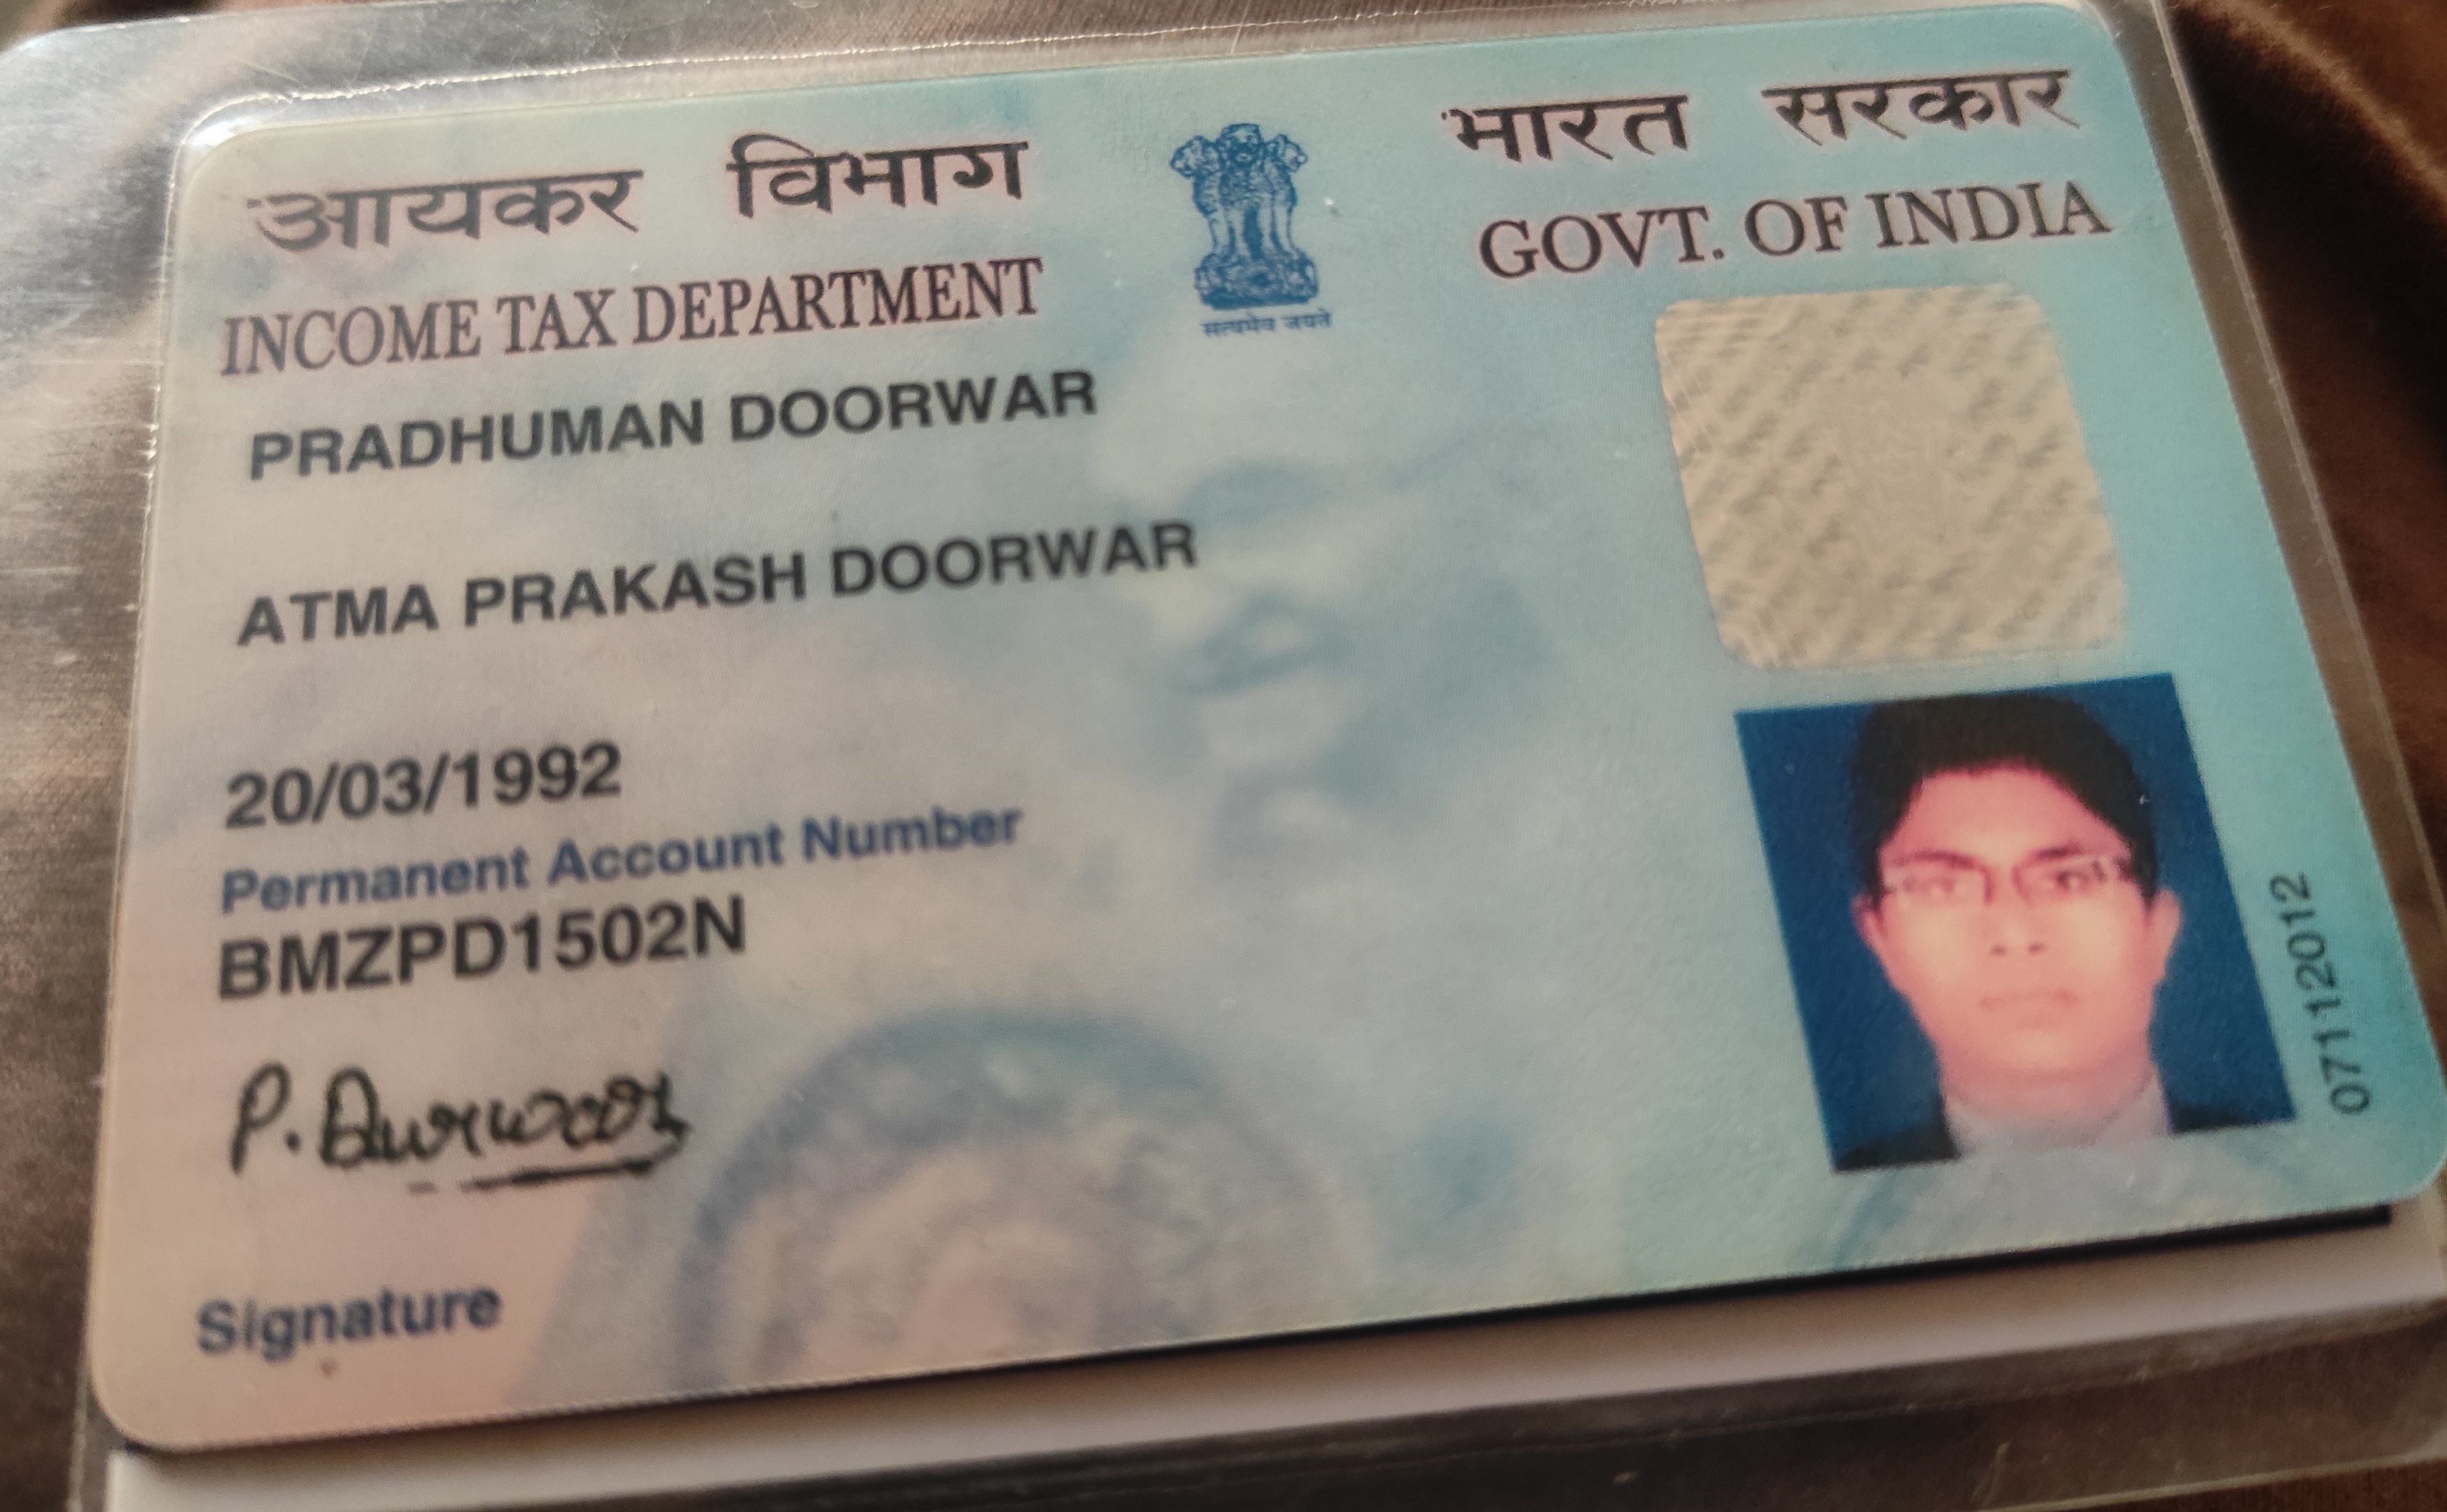 आयकर विभाग
भारत सरकार
INCOME TAX DEPARTMENT
GOVT. OF INDIA
सत्यमेव जयते
PRADHUMAN DOORWAR
ATMA PRAKASH DOORWAR
20/03/1992
Permanent Account Number
BMZPD1502N
P. Durwar
Signature
07112012